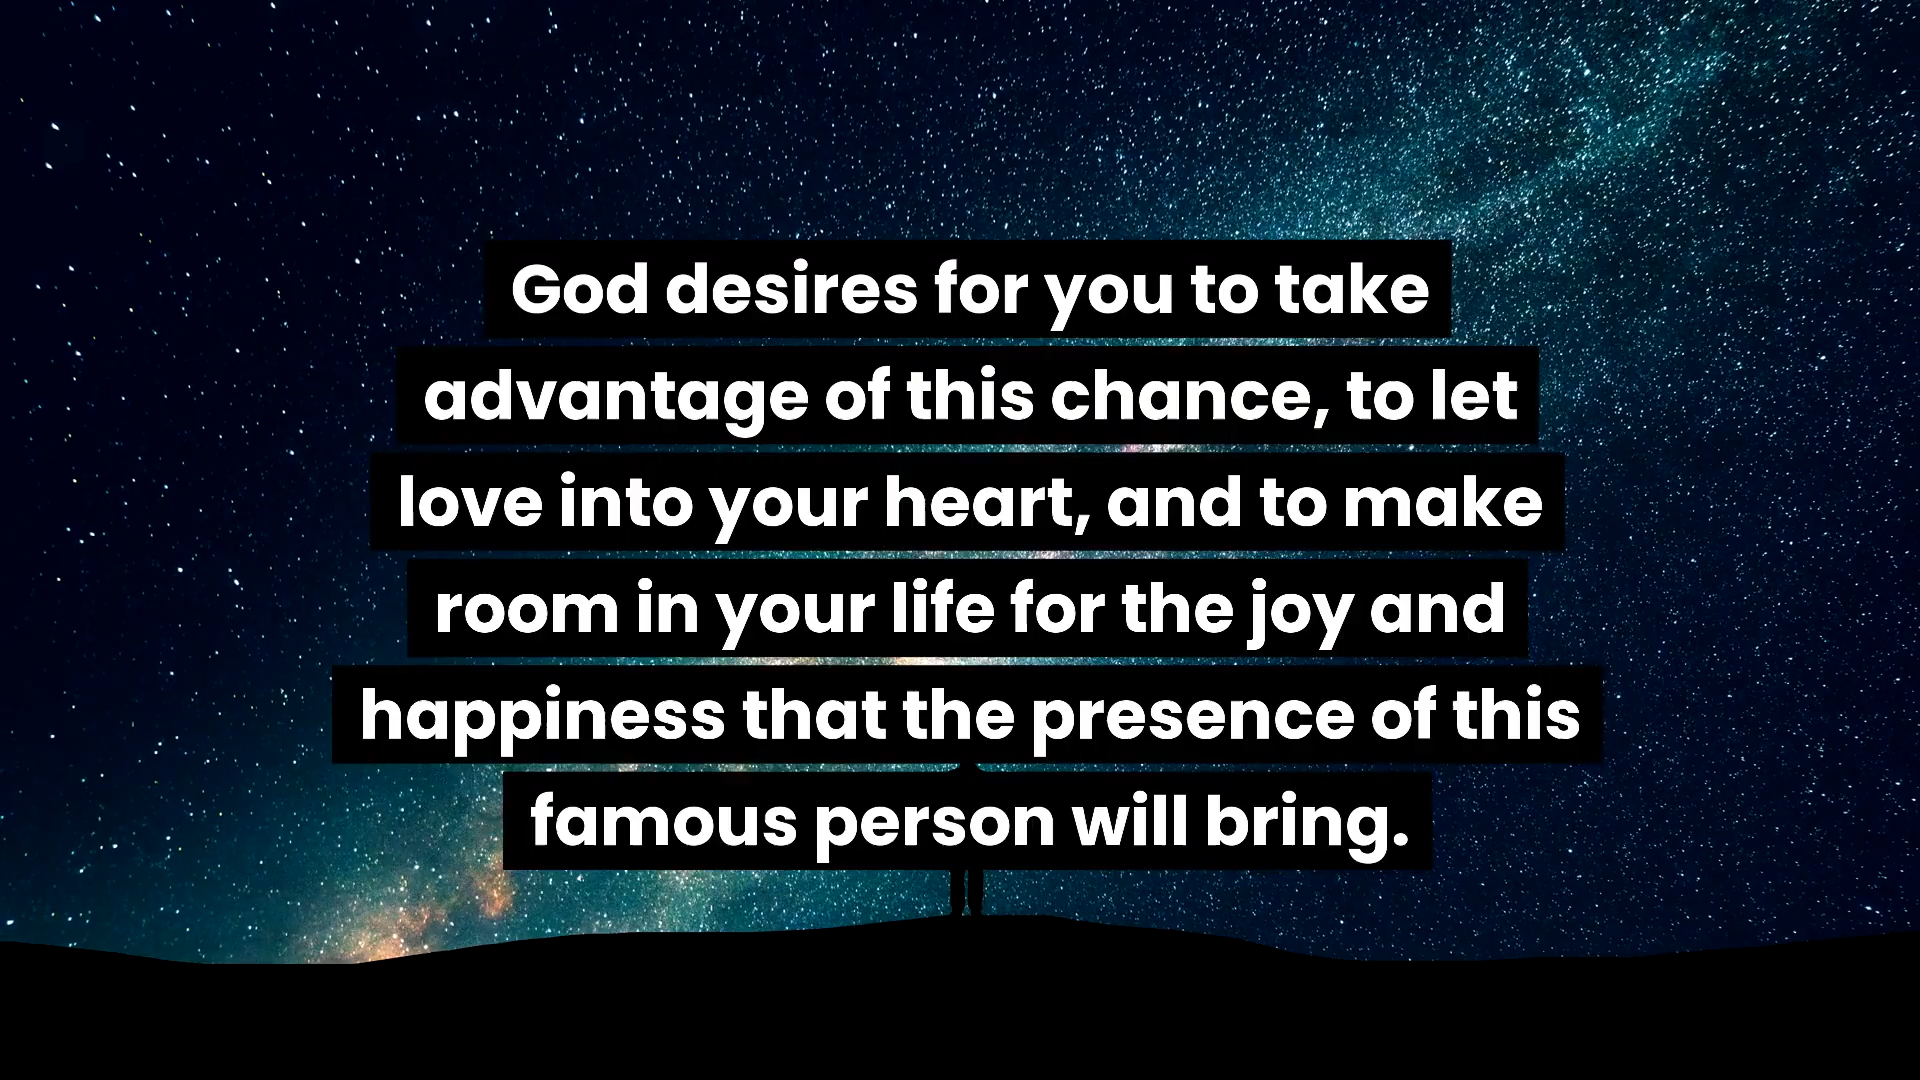 God desires for you to take
advantage of this chance, to let
love into your heart, and to make
room in your life for the joy and
happiness that the presence of this
famous person will bring.